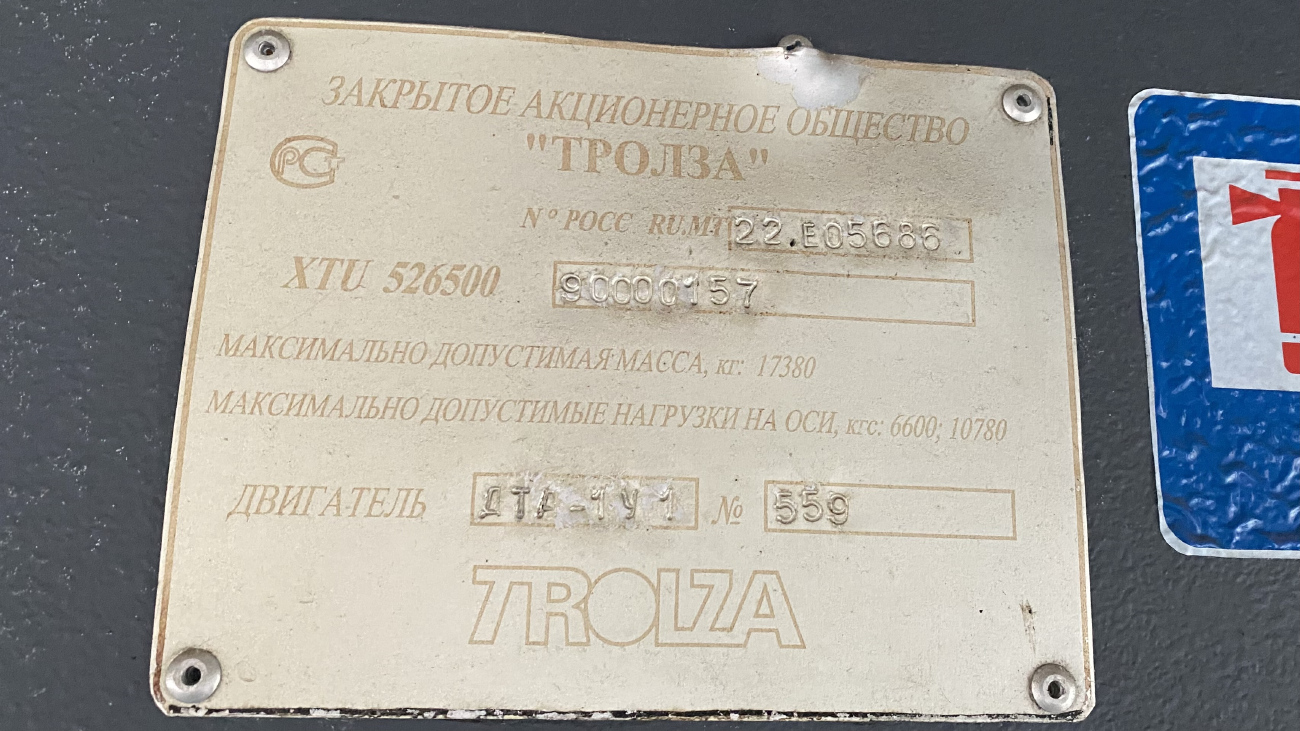 ЗАКРЫТОЕ АКЦИОНЕРНОЕ ОБЩЕСТВО
"ТРОЛЗА"
РСТ
№ РОСС RU.МТ 22.Е05686
XTU 526500 90000157
МАКСИМАЛЬНО ДОПУСТИМАЯ МАССА, кг: 17380
МАКСИМАЛЬНО ДОПУСТИМЫЕ НАГРУЗКИ НА ОСИ, кгс: 6600; 10780
ДВИГАТЕЛЬ ДТА-1У1 № 559
TROLZA